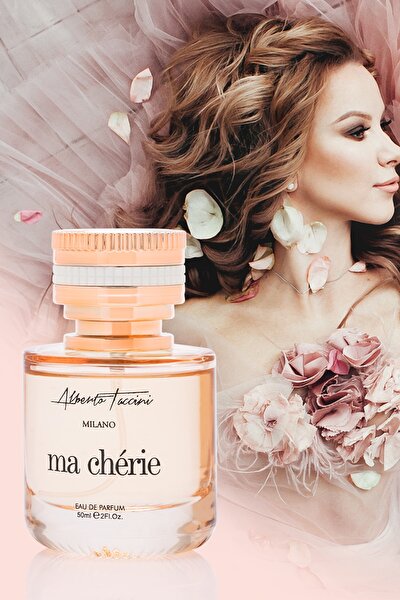 Alberto Taccini
MILANO
ma chérie
EAU DE PARFUM
50ml ℮ 2Fl.Oz.